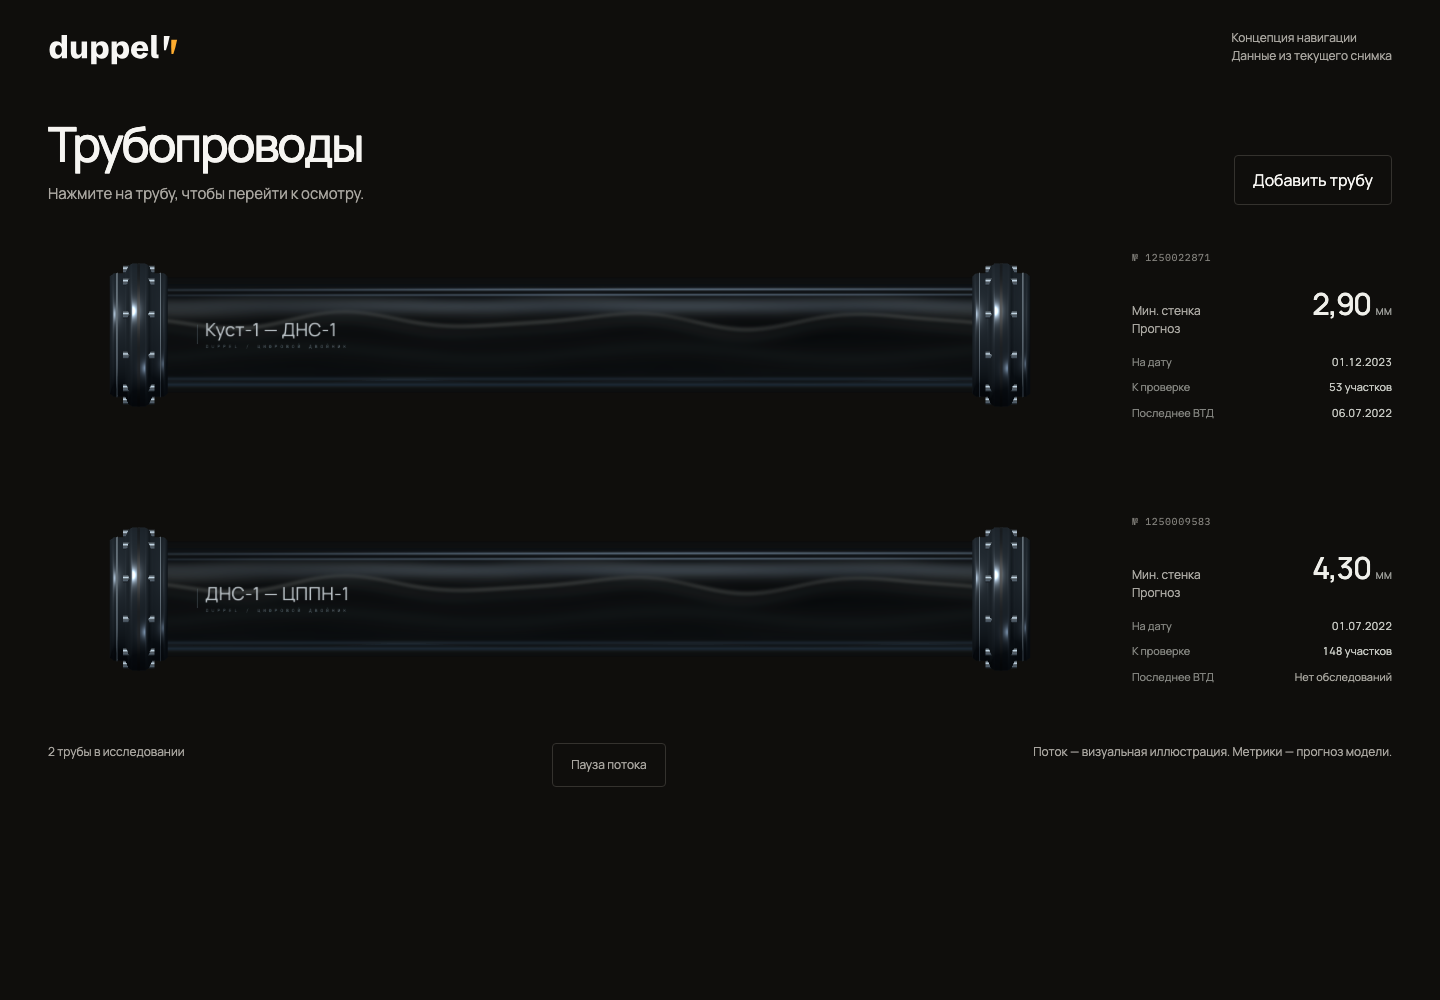 duppel
Концепция навигации
Данные из текущего снимка
Трубопроводы
Нажмите на трубу, чтобы перейти к осмотру.
Добавить трубу
Куст-1 — ДНС-1
№ 1250022871
Мин. стенка
Прогноз
2,90 мм
На дату 01.12.2023
К проверке 53 участков
Последнее ВТД 06.07.2022
ДНС-1 — ЦППН-1
№ 1250009583
Мин. стенка
Прогноз
4,30 мм
На дату 01.07.2022
К проверке 148 участков
Последнее ВТД Нет обследований
2 трубы в исследовании
Пауза потока
Поток — визуальная иллюстрация. Метрики — прогноз модели.